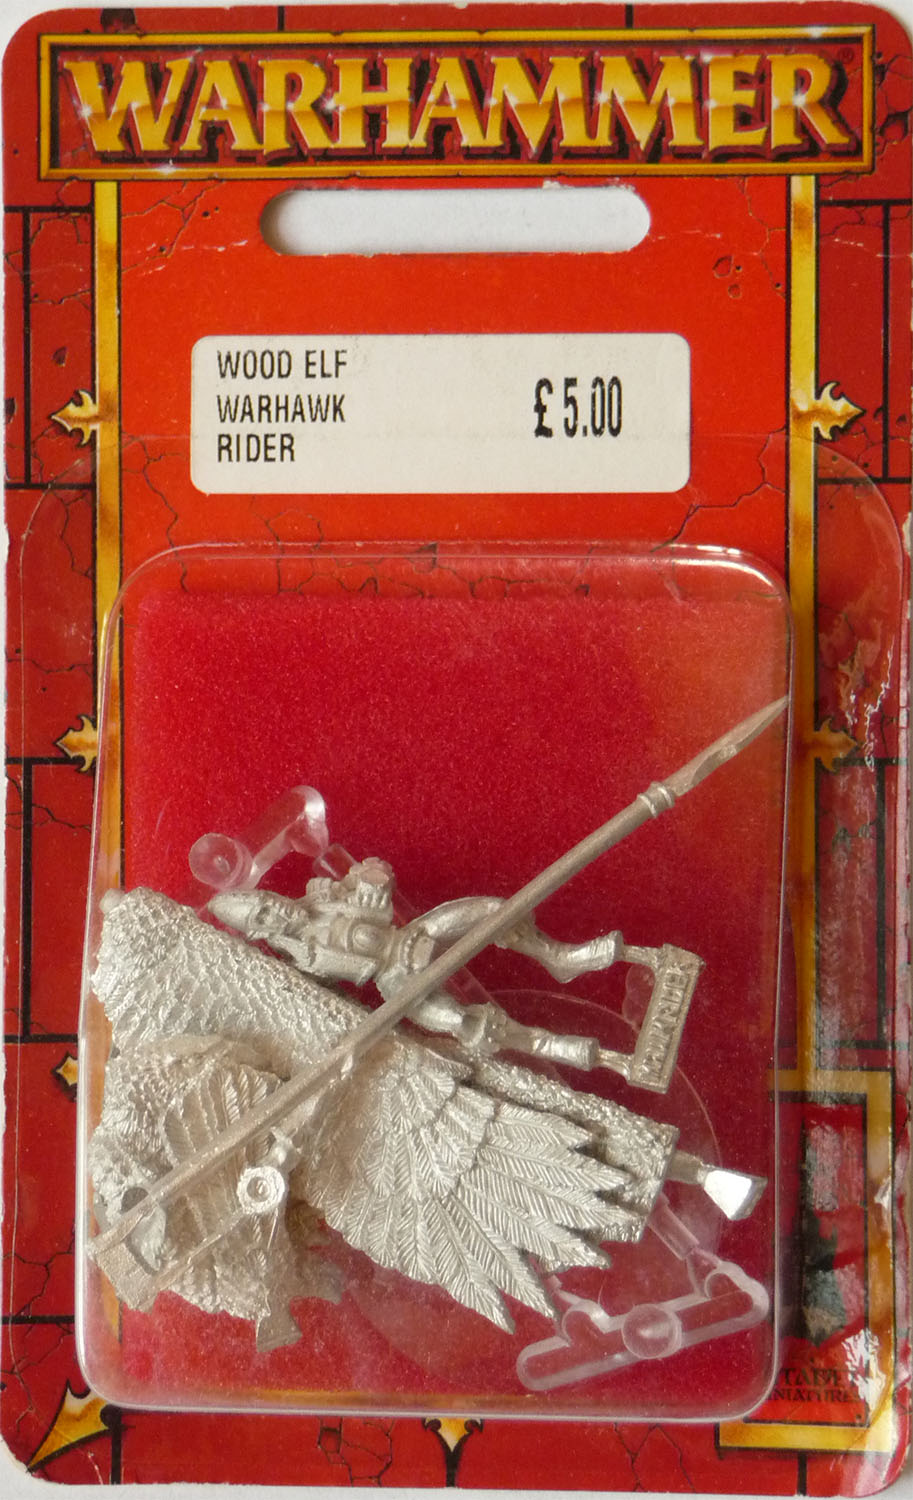 WARHAMMER®
WOOD ELF
WARHAWK
RIDER
£5.00